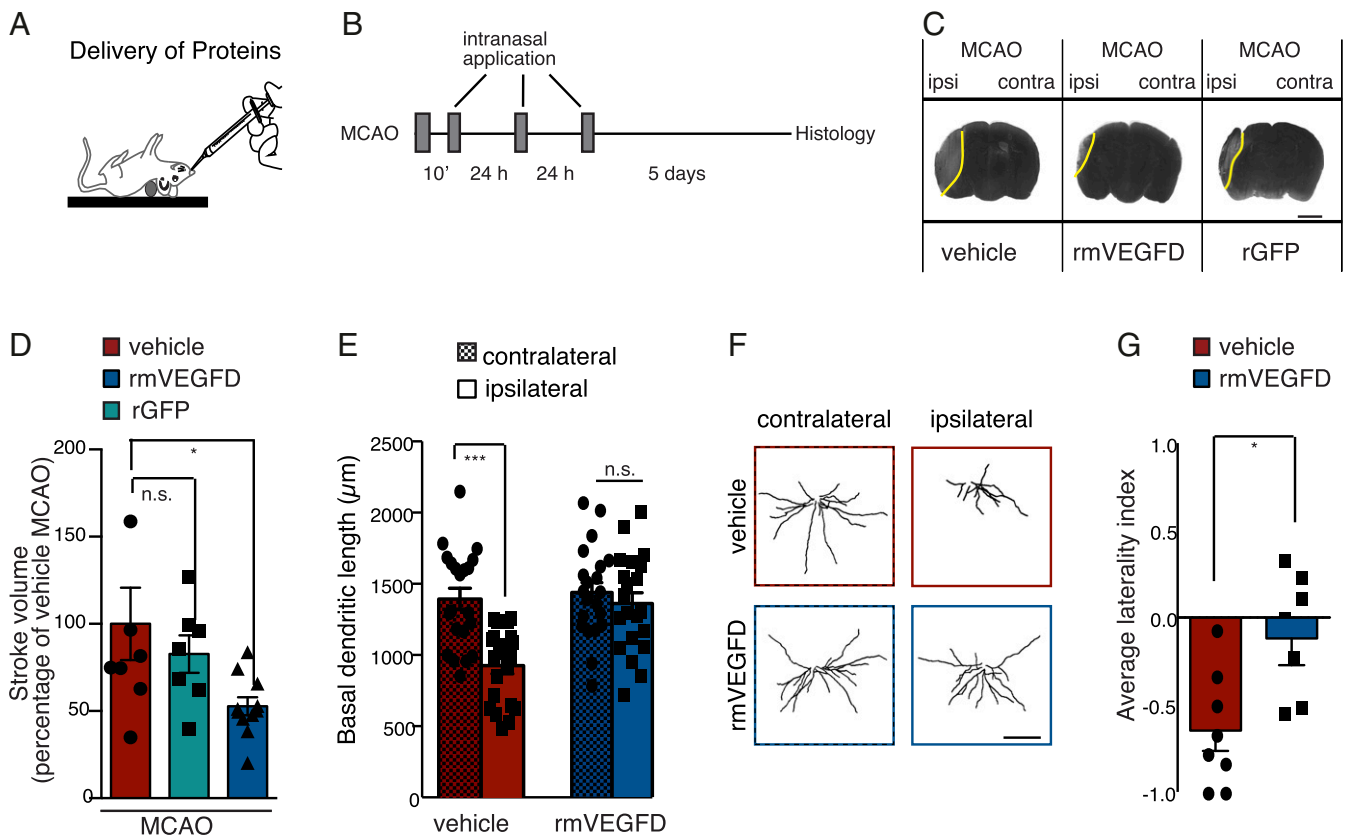 A
Delivery of Proteins
B
intranasal
application
MCAO
Histology
10’ 24 h 24 h 5 days
C
MCAO MCAO MCAO
ipsi contra ipsi contra ipsi contra
vehicle rmVEGFD rGFP
D
vehicle
rmVEGFD
rGFP
Stroke volume
(percentage of vehicle MCAO)
200
150
100
50
0
*
n.s.
MCAO
E
contralateral
ipsilateral
Basal dendritic length (µm)
2500
2000
1500
1000
500
0
***
n.s.
vehicle rmVEGFD
F
contralateral ipsilateral
vehicle
rmVEGFD
G
vehicle
rmVEGFD
Average laterality index
1.0
0.5
0.0
-0.5
-1.0
*